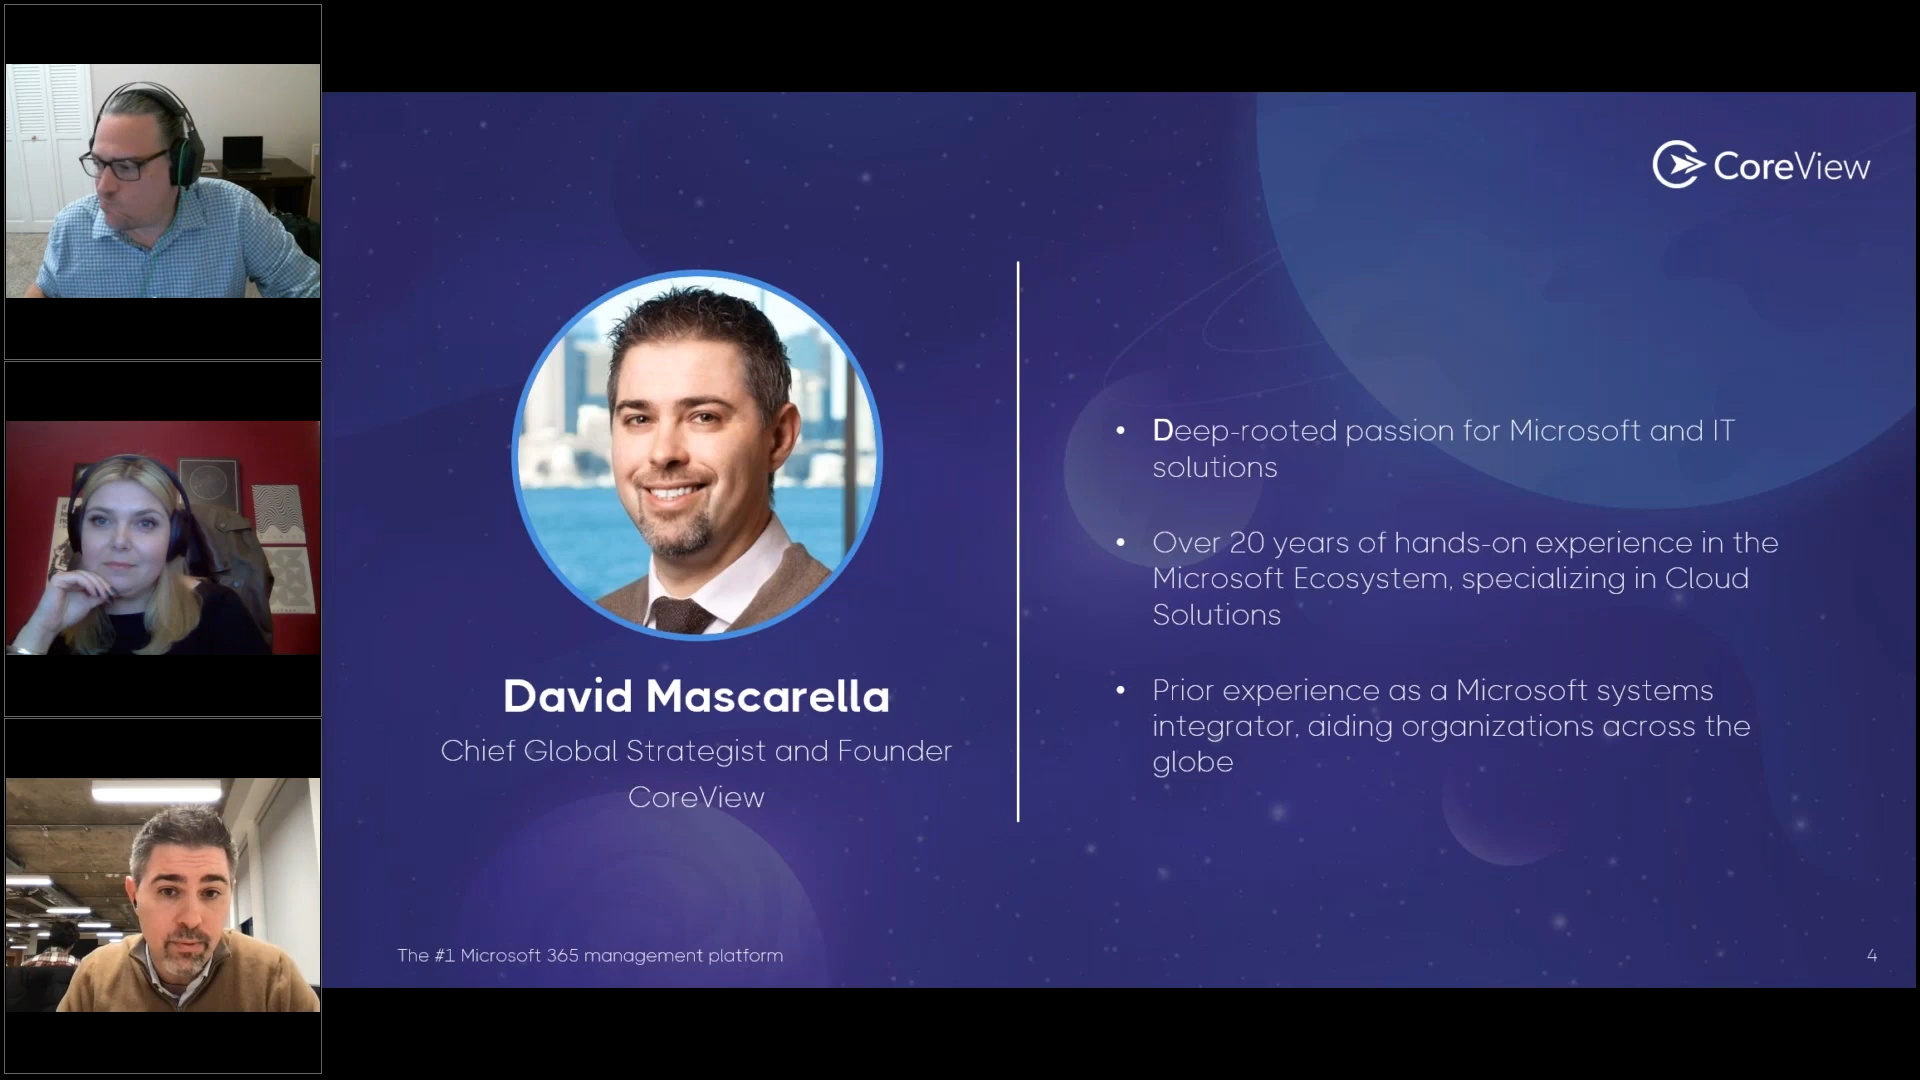 CoreView
David Mascarella
Chief Global Strategist and Founder
CoreView
• Deep-rooted passion for Microsoft and IT
solutions
• Over 20 years of hands-on experience in the
Microsoft Ecosystem, specializing in Cloud
Solutions
• Prior experience as a Microsoft systems
integrator, aiding organizations across the
globe
The #1 Microsoft 365 management platform
4